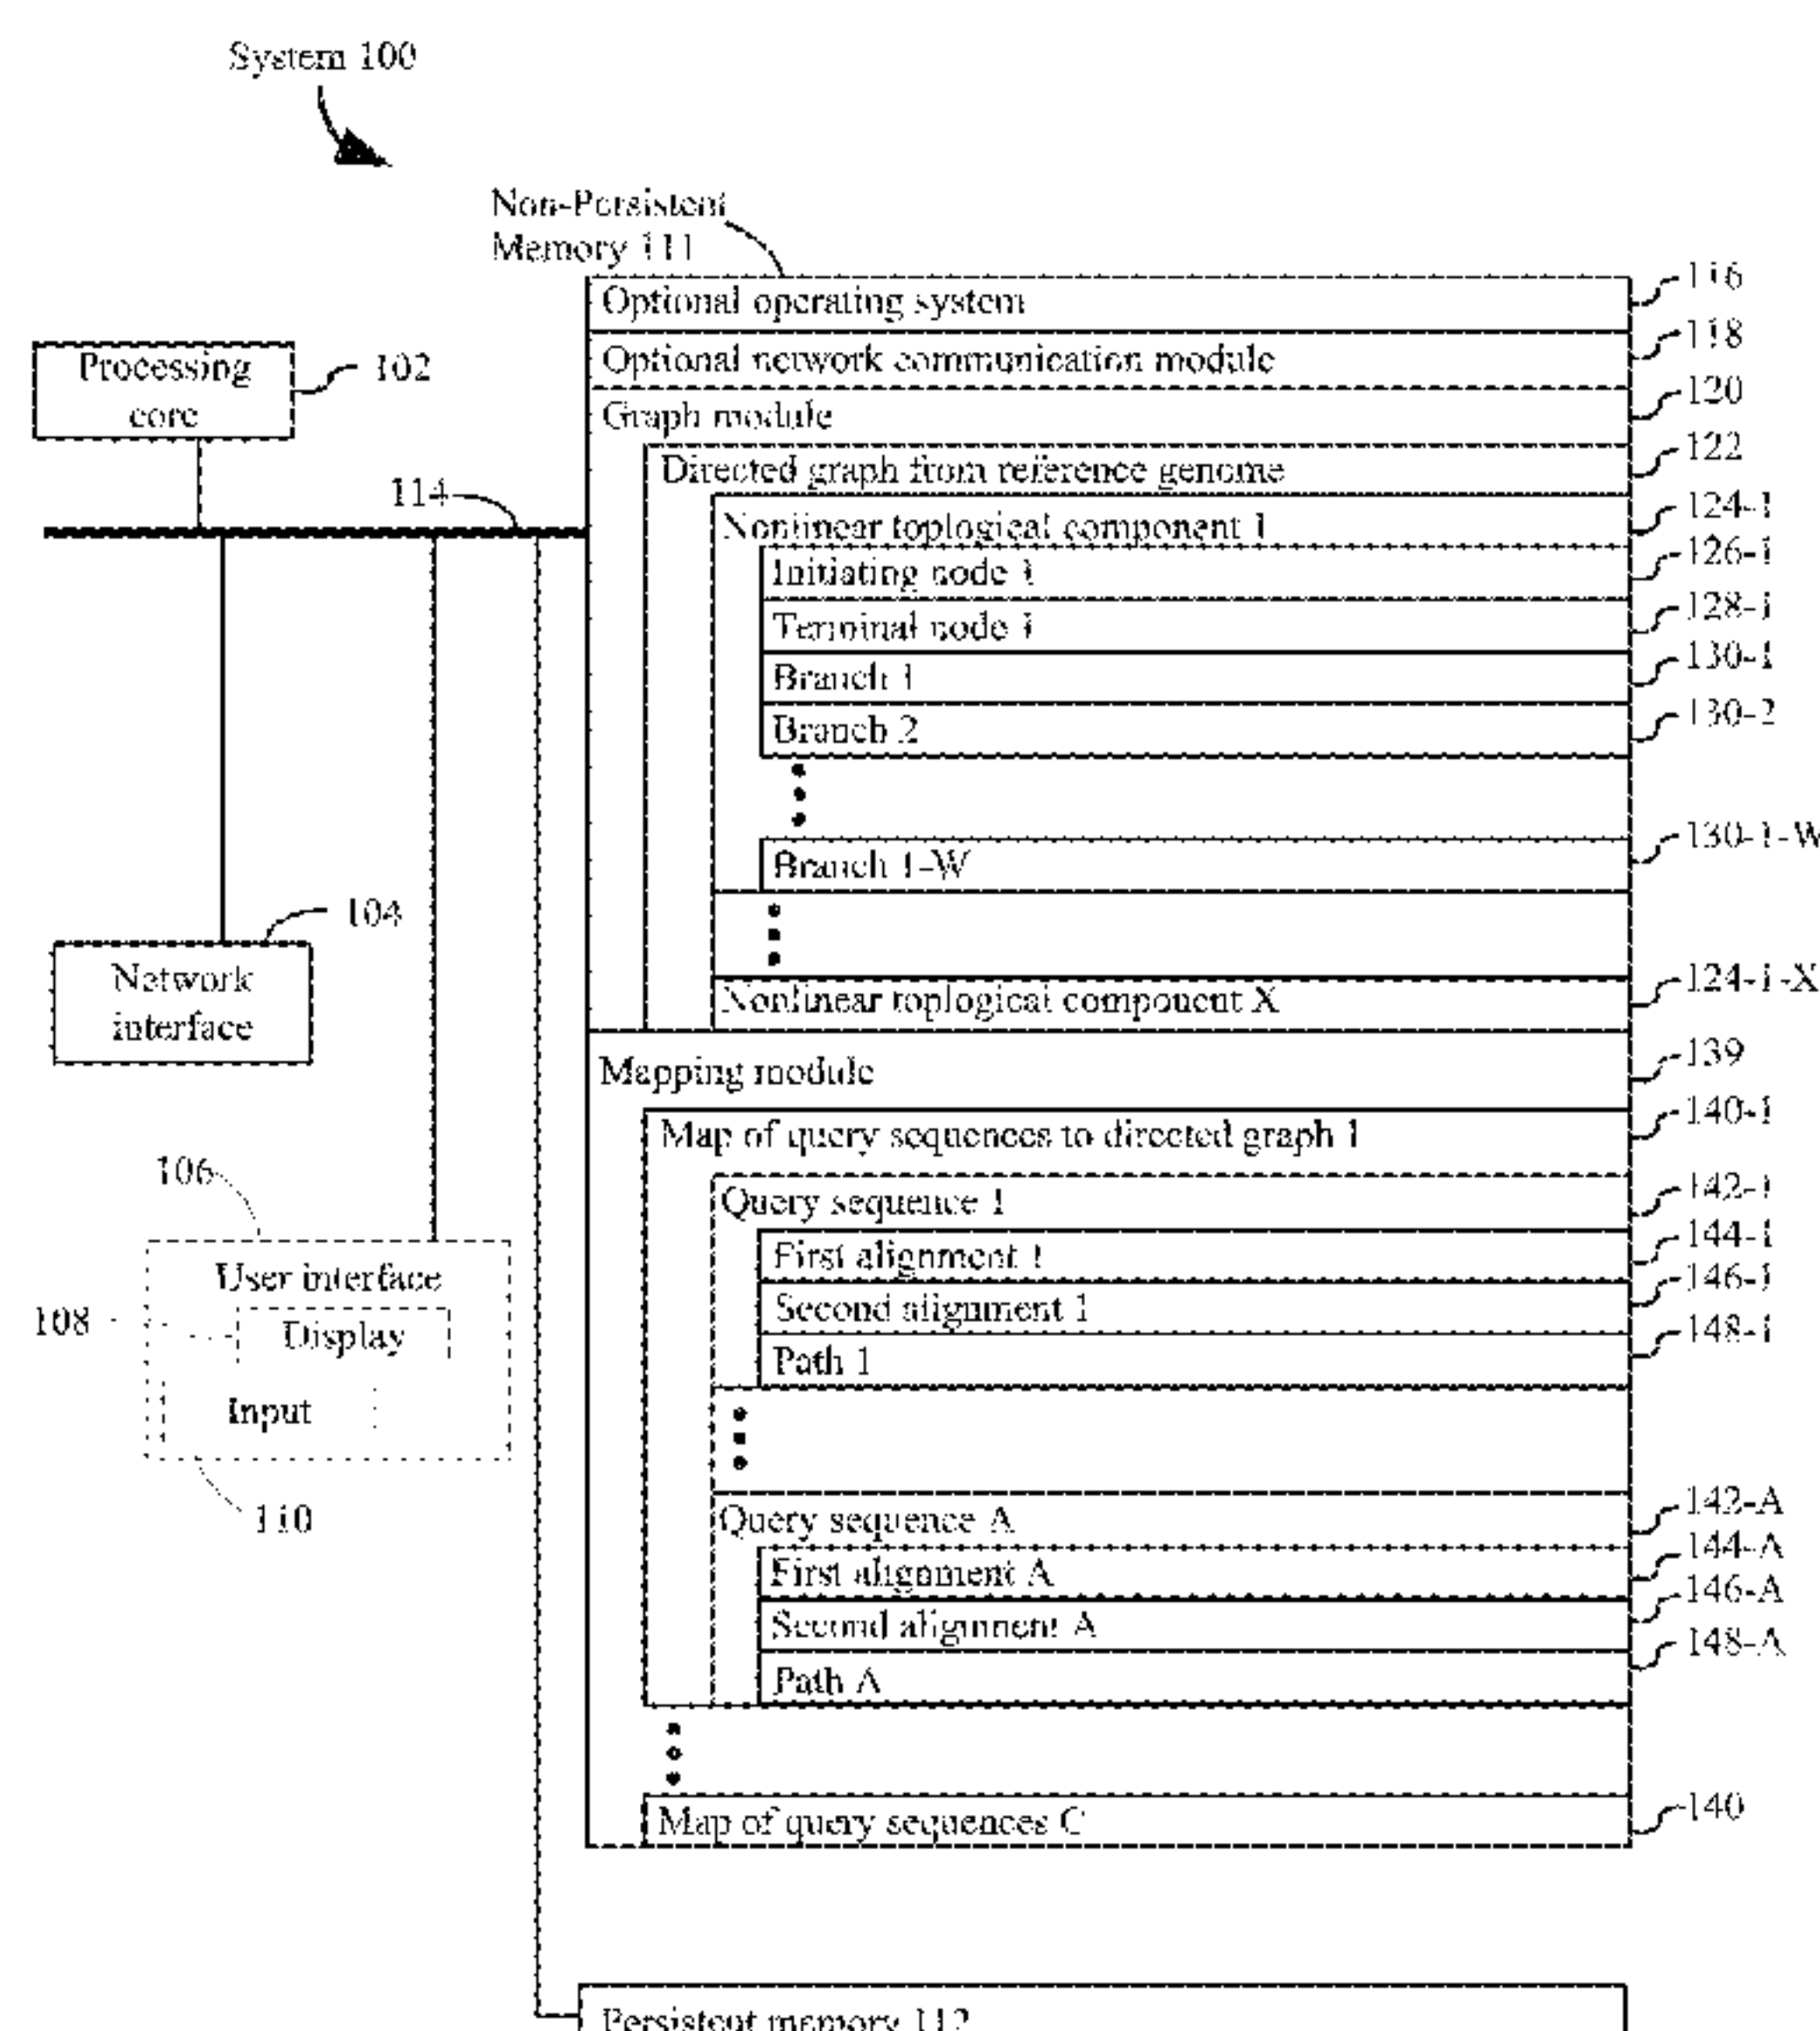 System 100
Non-Persistent
Memory 111
Optional operating system
116
Optional network communication module
118
Processing
core
102
Graph module
120
Directed graph from reference genome
122
114
Nonlinear toplogical component 1
124-1
Initiating node 1
126-1
Terminal node 1
128-1
Branch 1
130-1
Branch 2
130-2
Branch 1-W
130-1-W
104
Network
interface
Nonlinear toplogical component X
124-1-X
Mapping module
139
Map of query sequences to directed graph 1
140-1
106
Query sequence 1
142-1
First alignment 1
144-1
User interface
Second alignment 1
146-1
108
Display
Path 1
148-1
Input
110
Query sequence A
142-A
First alignment A
144-A
Second alignment A
146-A
Path A
148-A
Map of query sequences C
140
Persistent memory 112